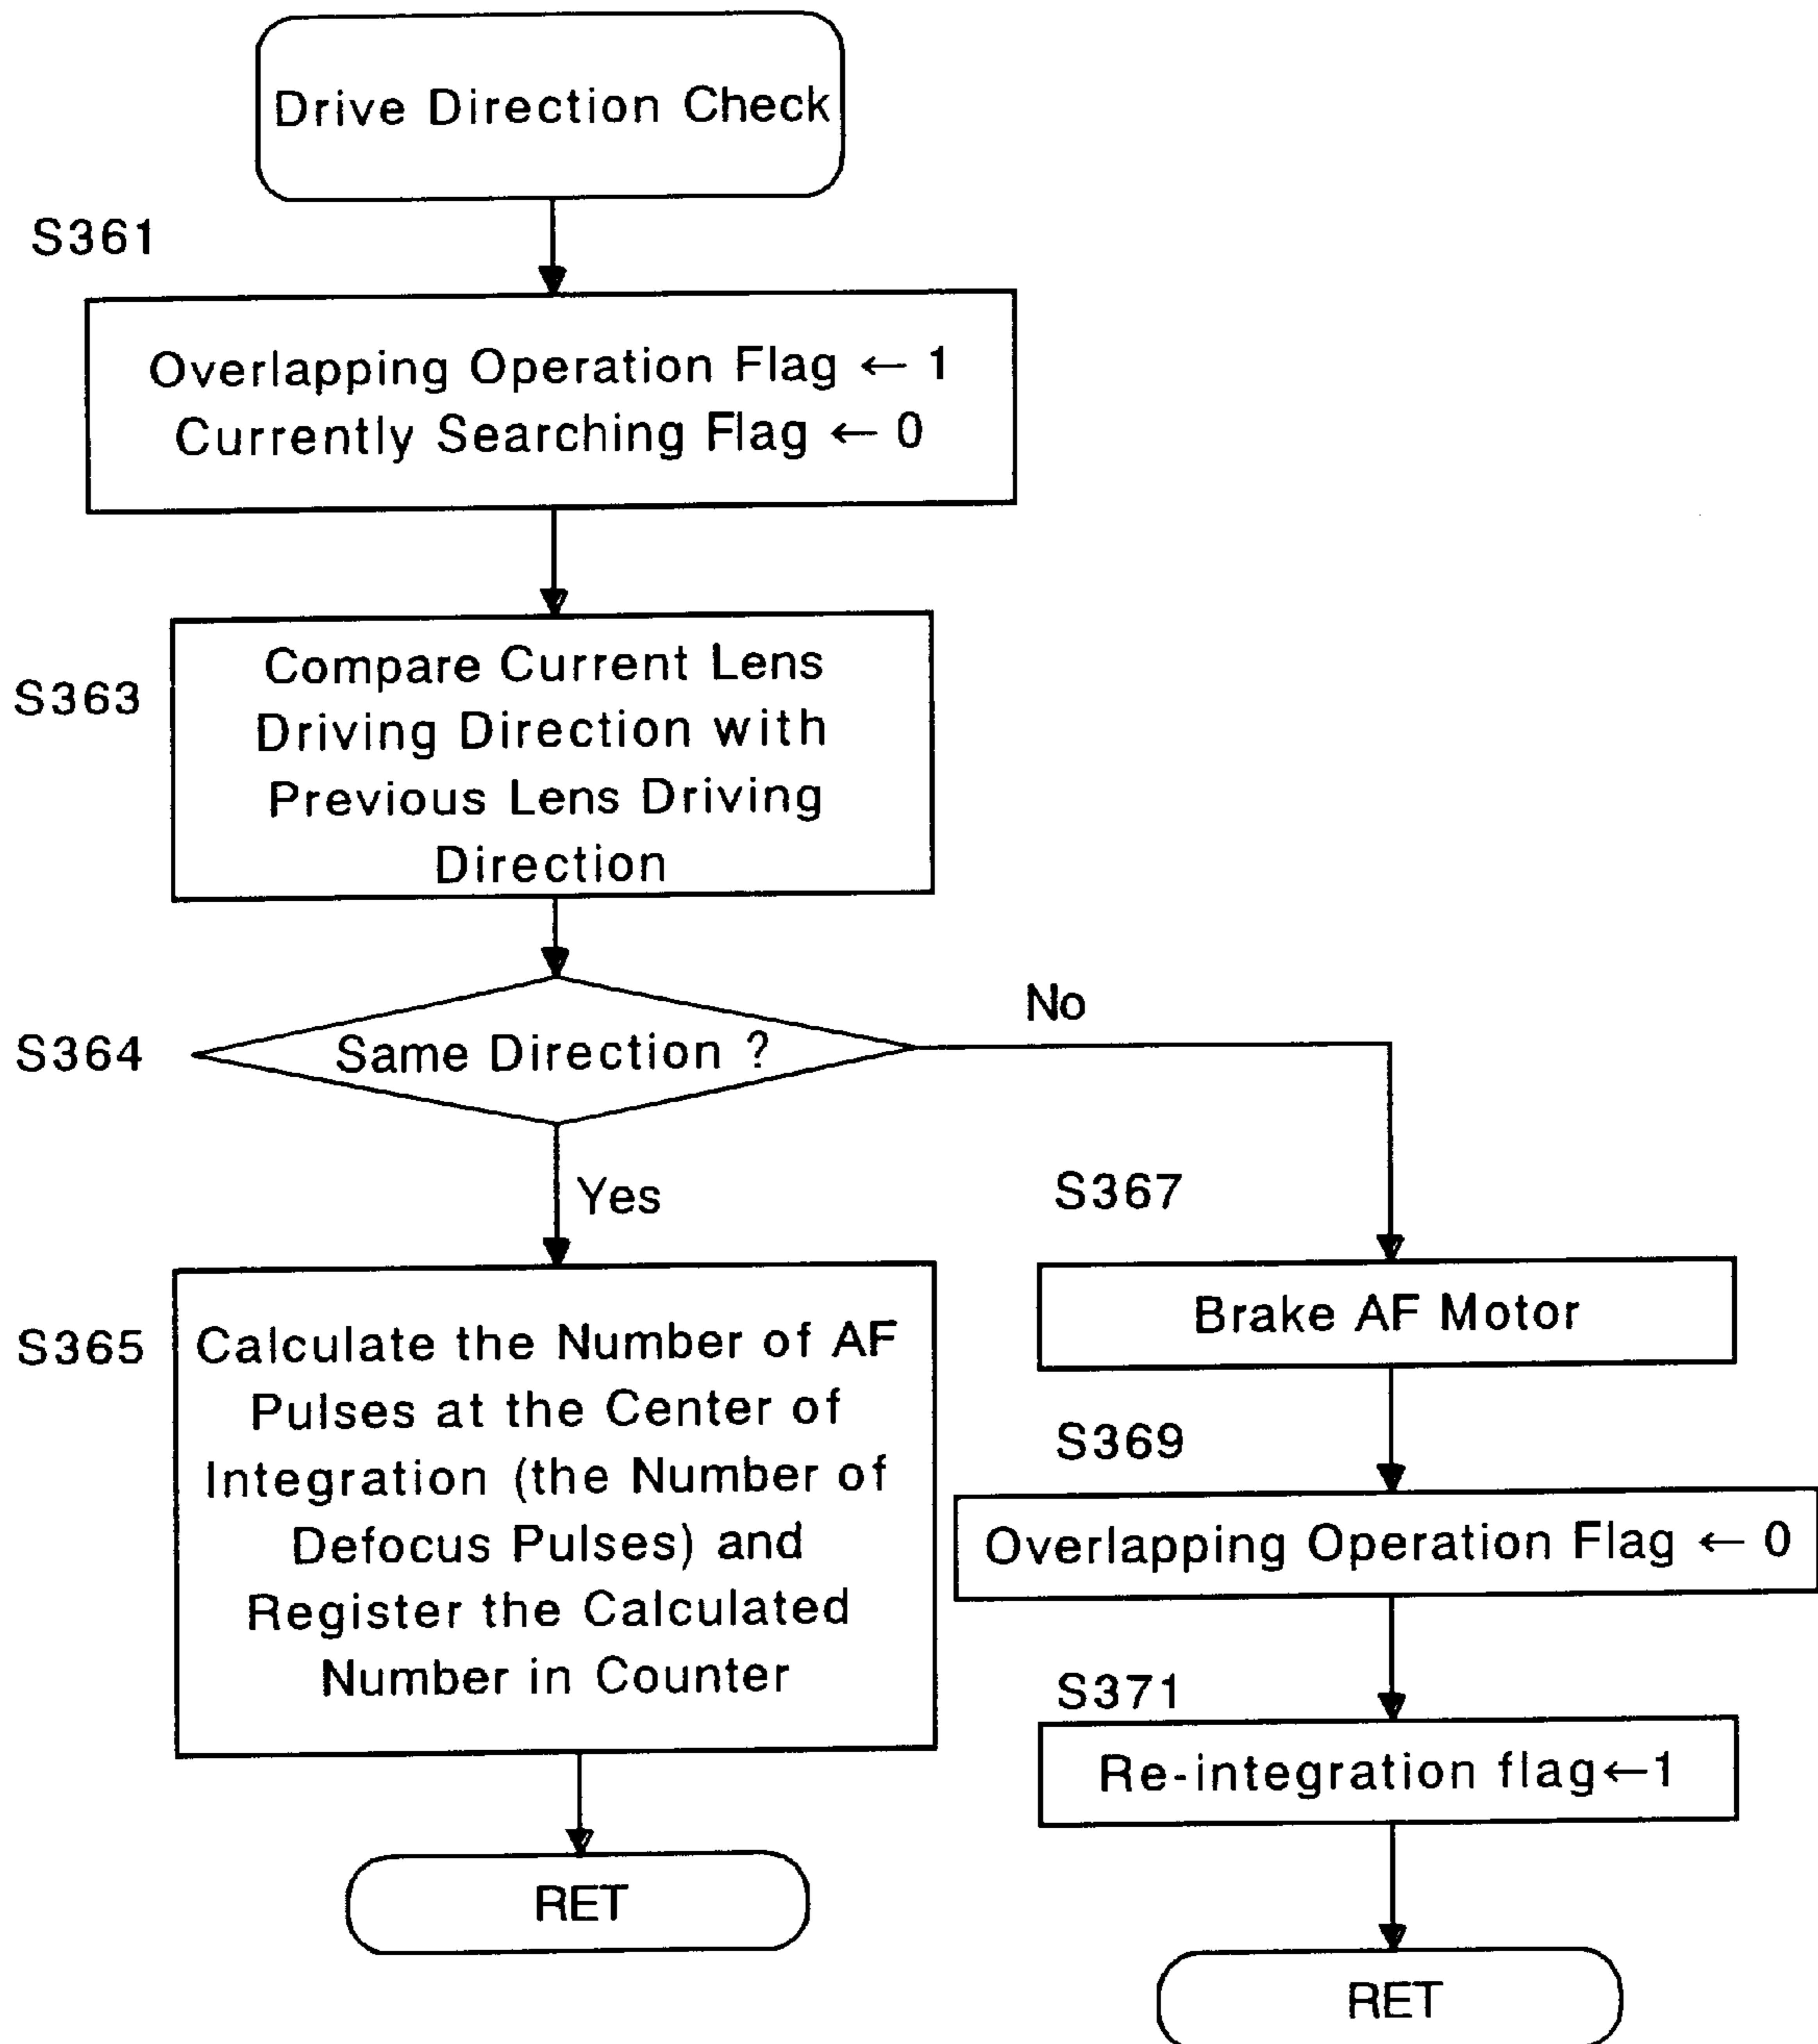 Drive Direction Check
S361
Overlapping Operation Flag ← 1
Currently Searching Flag ← 0
S363
Compare Current Lens
Driving Direction with
Previous Lens Driving
Direction
S364
Same Direction ?
No
Yes
S365
Calculate the Number of AF
Pulses at the Center of
Integration (the Number of
Defocus Pulses) and
Register the Calculated
Number in Counter
RET
S367
Brake AF Motor
S369
Overlapping Operation Flag ← 0
S371
Re-integration flag←1
RET